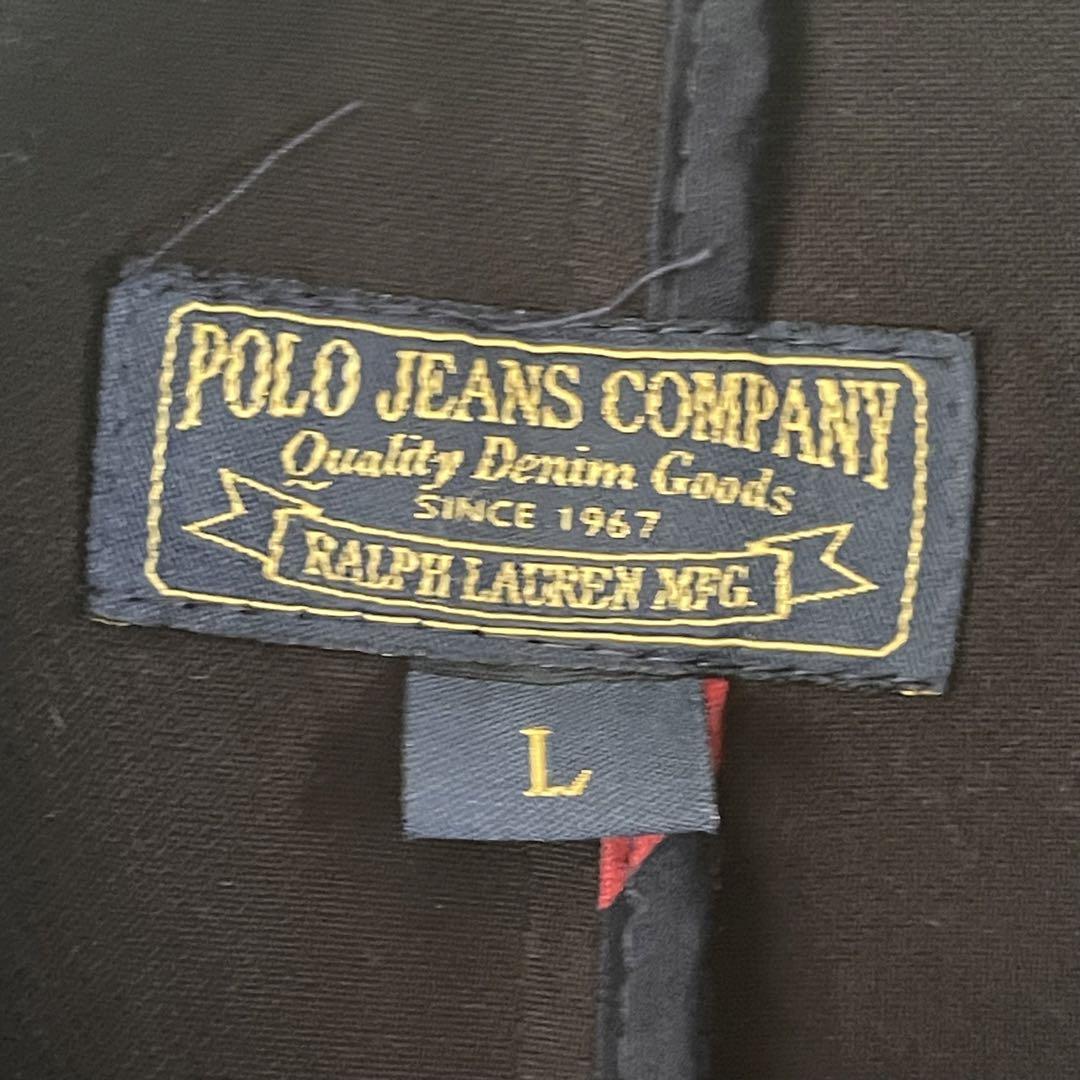 POLO JEANS COMPANY
Quality Denim Goods
SINCE 1967
RALPH LAUREN MFG.
L